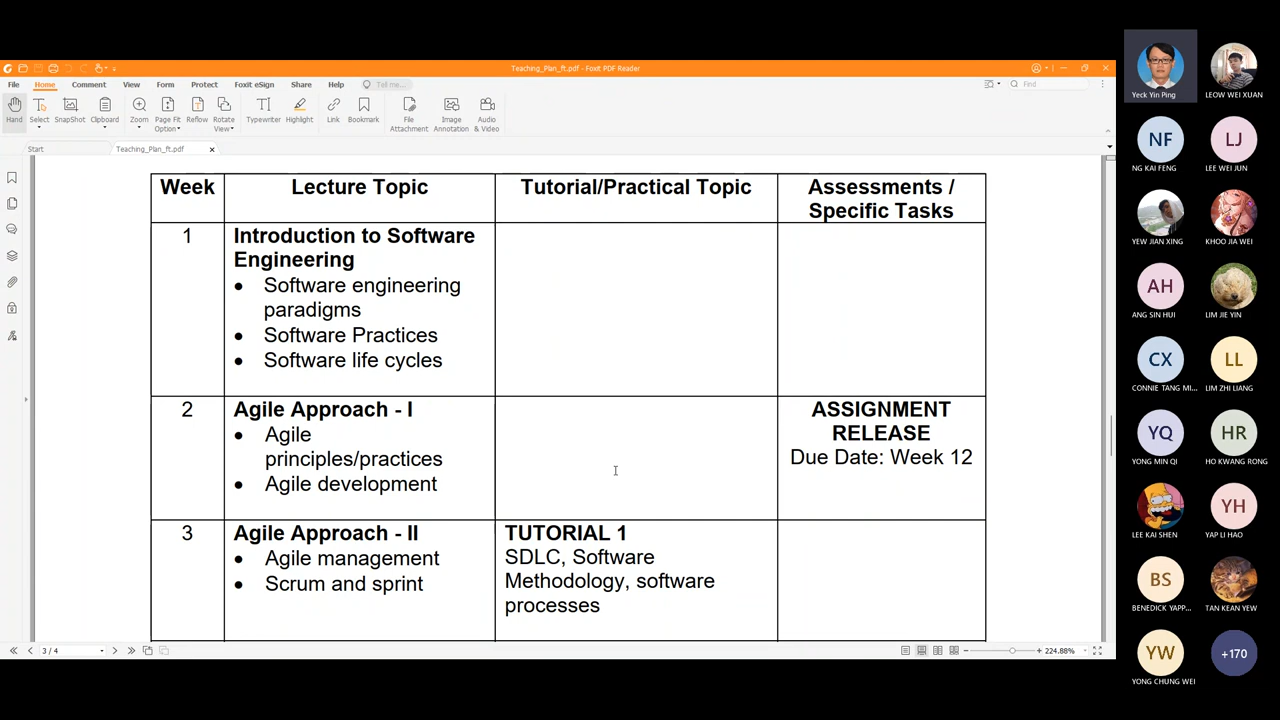 Teaching_Plan_ft.pdf - Foxit PDF Reader
File Home Comment View Form Protect Foxit eSign Share Help Tell me... Find
Hand Select SnapShot Clipboard Zoom Page Fit Option Reflow Rotate View Typewriter Highlight Link Bookmark File Attachment Image Annotation Audio & Video
Start Teaching_Plan_ft.pdf
Week Lecture Topic Tutorial/Practical Topic Assessments /
Specific Tasks
1 Introduction to Software
Engineering
• Software engineering
paradigms
• Software Practices
• Software life cycles
2 Agile Approach - I
• Agile
principles/practices
• Agile development
ASSIGNMENT
RELEASE
Due Date: Week 12
3 Agile Approach - II
• Agile management
• Scrum and sprint
TUTORIAL 1
SDLC, Software
Methodology, software
processes
3 / 4
224.88%
Yeck Yin Ping
LEOW WEI XUAN
NF
NG KAI FENG
LJ
LEE WEI JUN
YEW JIAN XING
KHOO JIA WEI
AH
ANG SIN HUI
LIM JIE YIN
CX
CONNIE TANG MI...
LL
LIM ZHI LIANG
YQ
YONG MIN QI
HR
HO KWANG RONG
LEE KAI SHEN
YH
YAP LI HAO
BS
BENEDICK YAPP...
TAN KEAN YEW
YW
YONG CHUNG WEI
+170